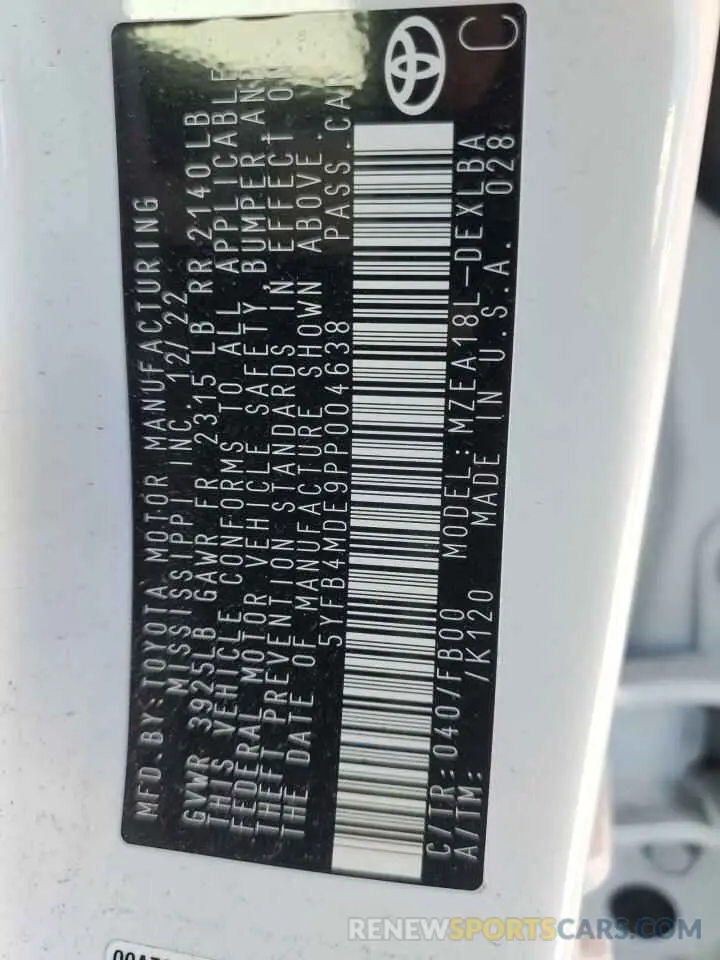 MFD.BY:TOYOTA MOTOR MANUFACTURING
MISSISSIPPI INC. 12/22
GVWR 3925LB GAWR FR 2315 LB RR 2140 LB
THIS VEHICLE CONFORMS TO ALL APPLICABLE
FEDERAL MOTOR VEHICLE SAFETY, BUMPER, AND
THEFT PREVENTION STANDARDS IN EFFECT ON
THE DATE OF MANUFACTURE SHOWN ABOVE.
5YFB4MDE9PP004638 PASS.CAR
C/TR:040/FB00 MODEL:MZEA18L-DEXLBA
A/TM: /K120 MADE IN U.S.A. 028
C
RENEWSPORTSCARS.COM